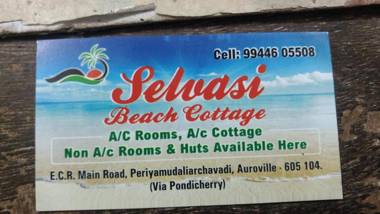 Cell: 99446 05508
Selvasi
Beach Cottage
A/C Rooms, A/c Cottage
Non A/c Rooms & Huts Available Here
E.C.R. Main Road, Periyamudaliarchavadi, Auroville - 605 104.
(Via Pondicherry)